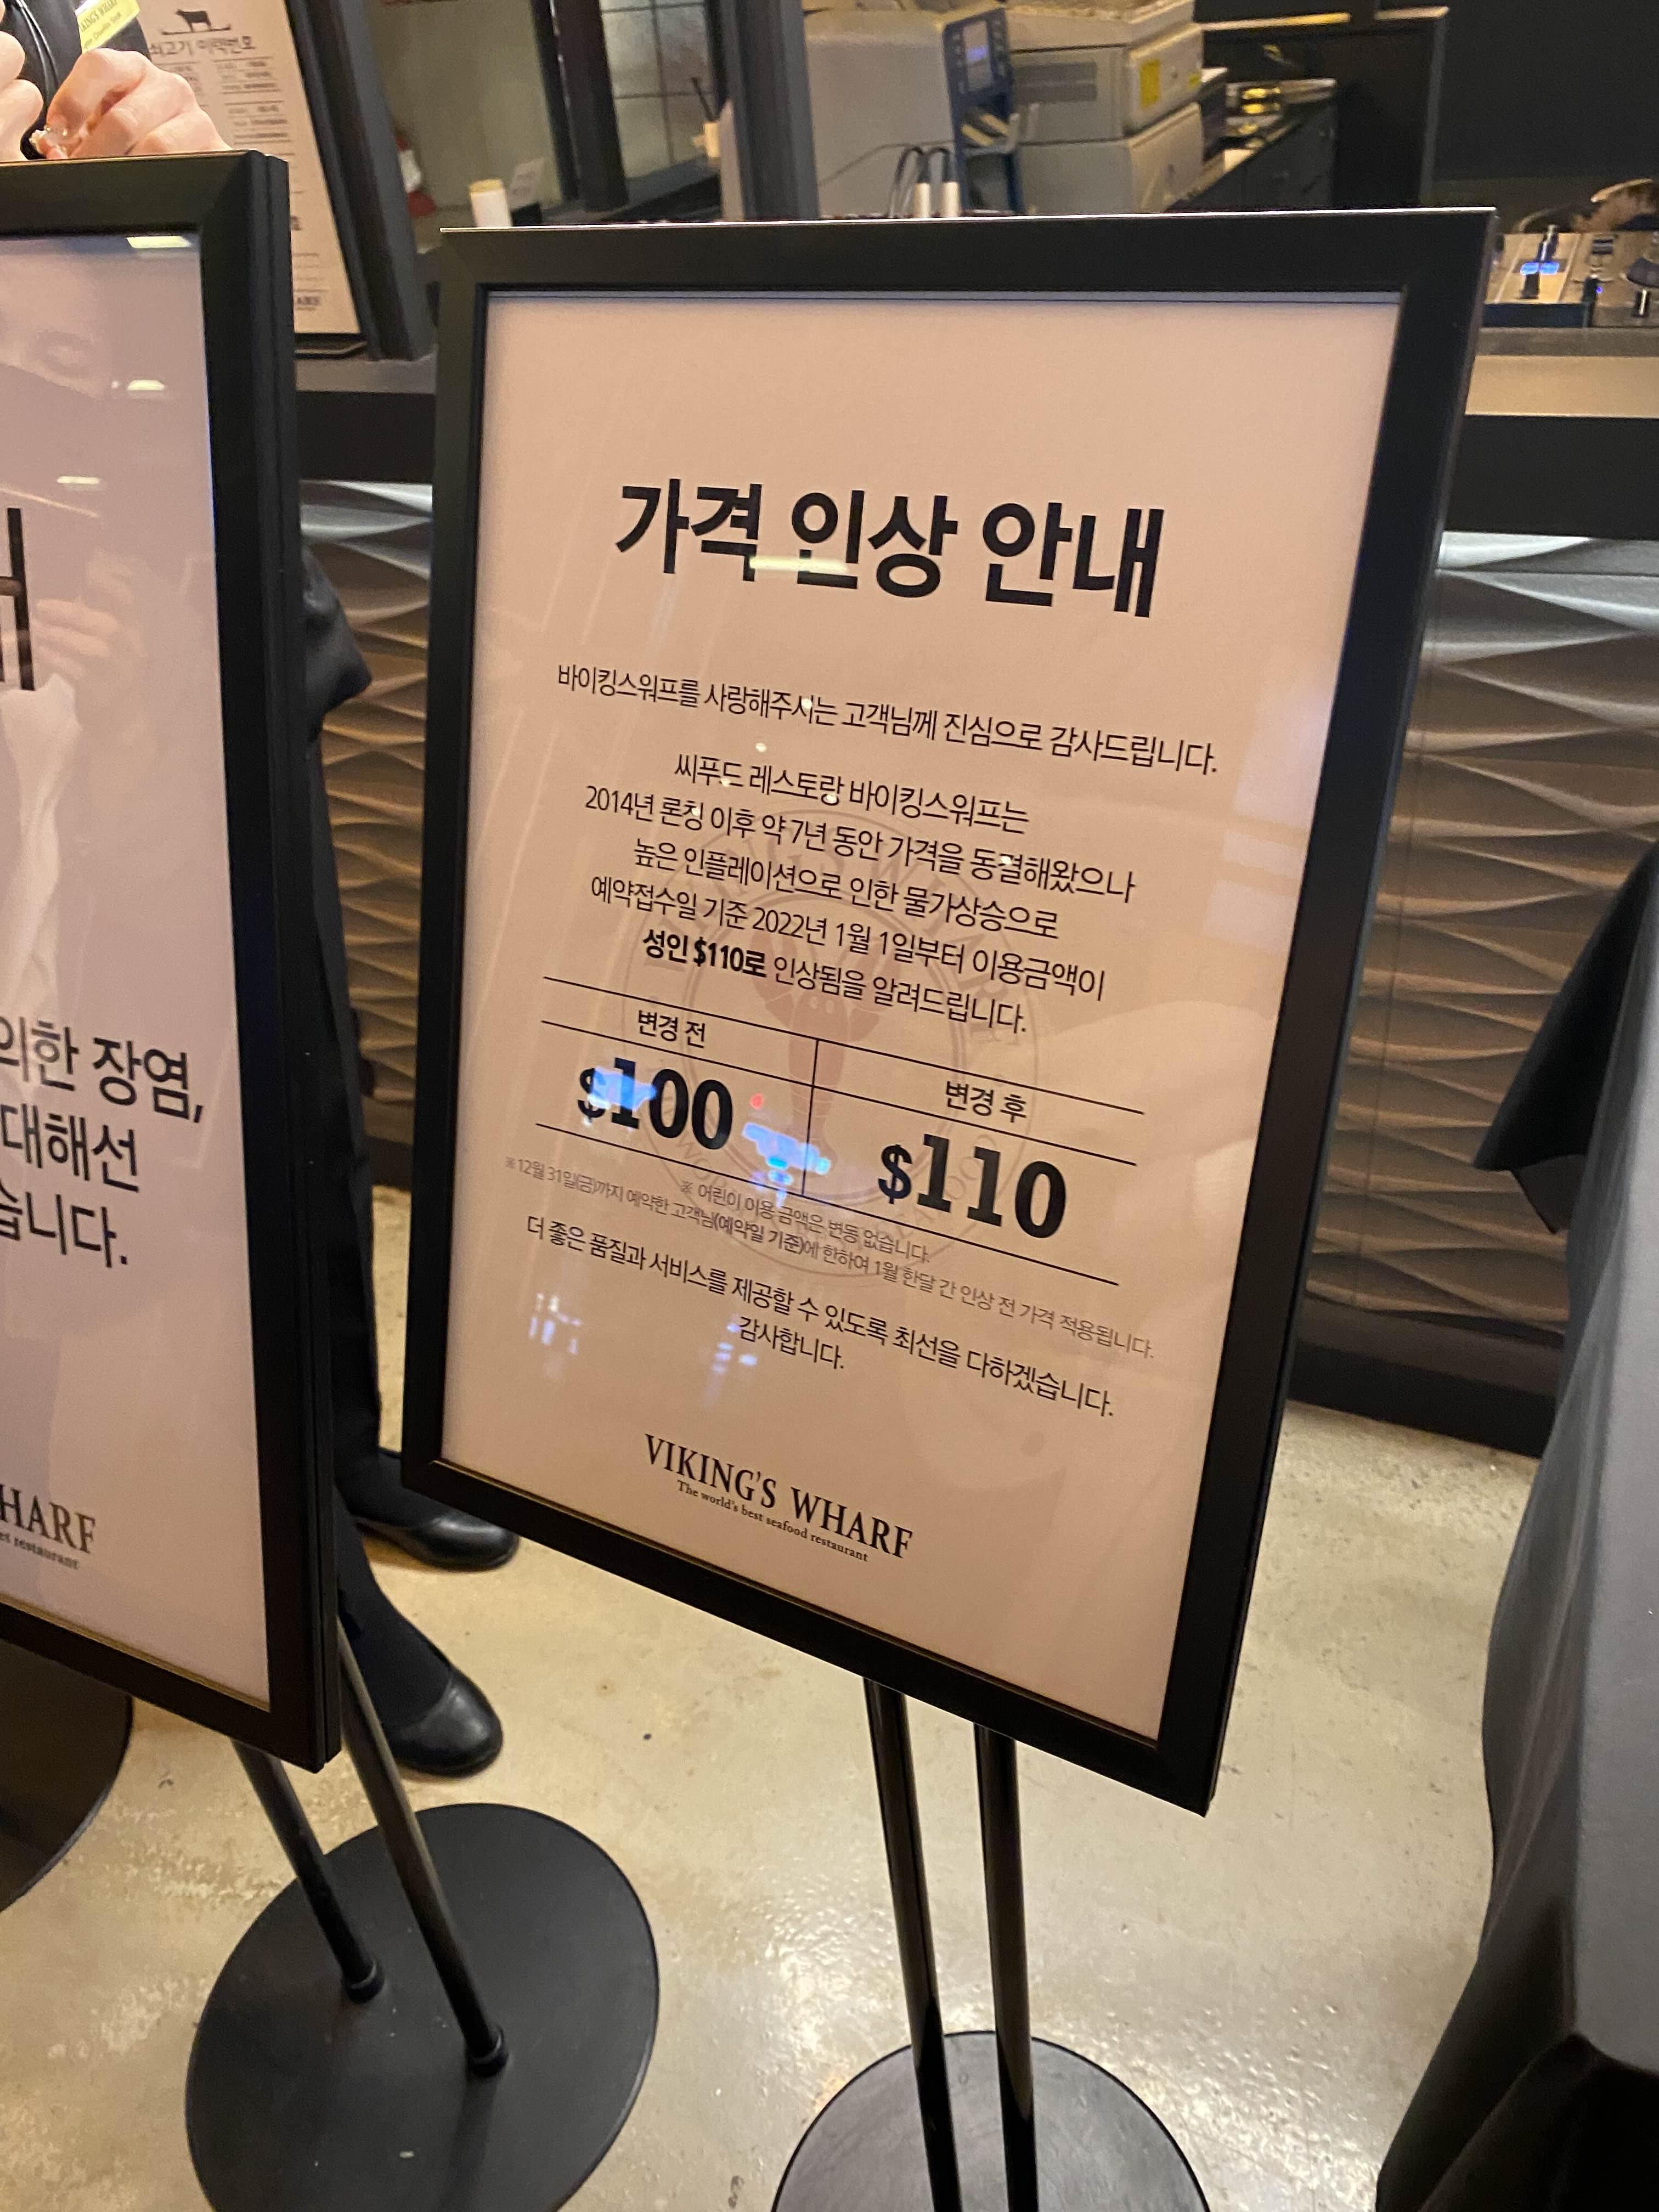 KING'S WHARF
쇠고기 이력번호
가격 인상 안내
바이킹스워프를 사랑해주시는 고객님께 진심으로 감사드립니다.
씨푸드 레스토랑 바이킹스워프는
2014년 론칭 이후 약 7년 동안 가격을 동결해왔으나
높은 인플레이션으로 인한 물가상승으로
예약접수일 기준 2022년 1월 1일부터 이용금액이
성인 $110로 인상됨을 알려드립니다.
변경 전 변경 후
$100 $110
※ 어린이 이용 금액은 변동 없습니다.
※ 12월 31일(금)까지 예약한 고객님(예약일 기준)에 한하여 1월 한달 간 인상 전 가격 적용됩니다.
더 좋은 품질과 서비스를 제공할 수 있도록 최선을 다하겠습니다.
감사합니다.
VIKING'S WHARF
The world's best seafood restaurant
의한 장염,
대해선
습니다.
HARF
et restaurant